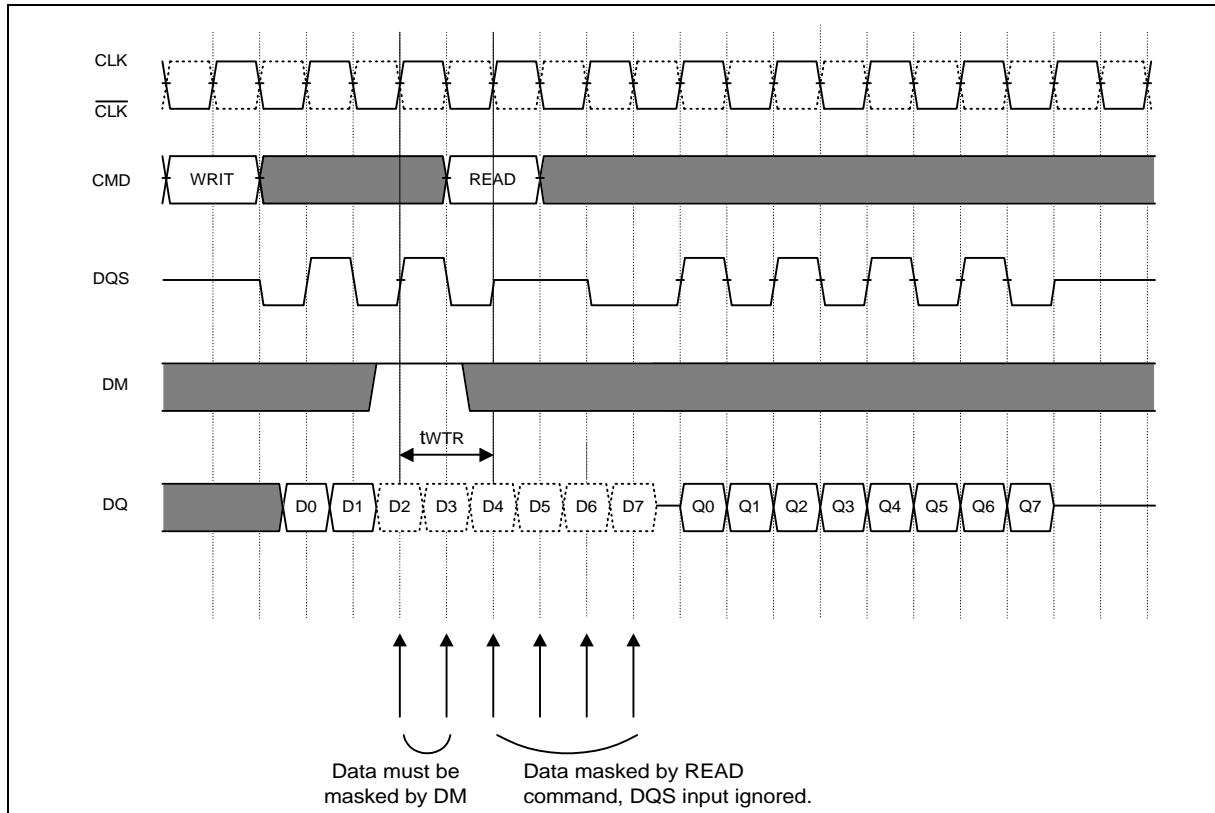 CLK
CLK
CMD
WRIT
READ
DQS
DM
tWTR
DQ
D0 D1 D2 D3 D4 D5 D6 D7 Q0 Q1 Q2 Q3 Q4 Q5 Q6 Q7
Data must be
masked by DM
Data masked by READ
command, DQS input ignored.